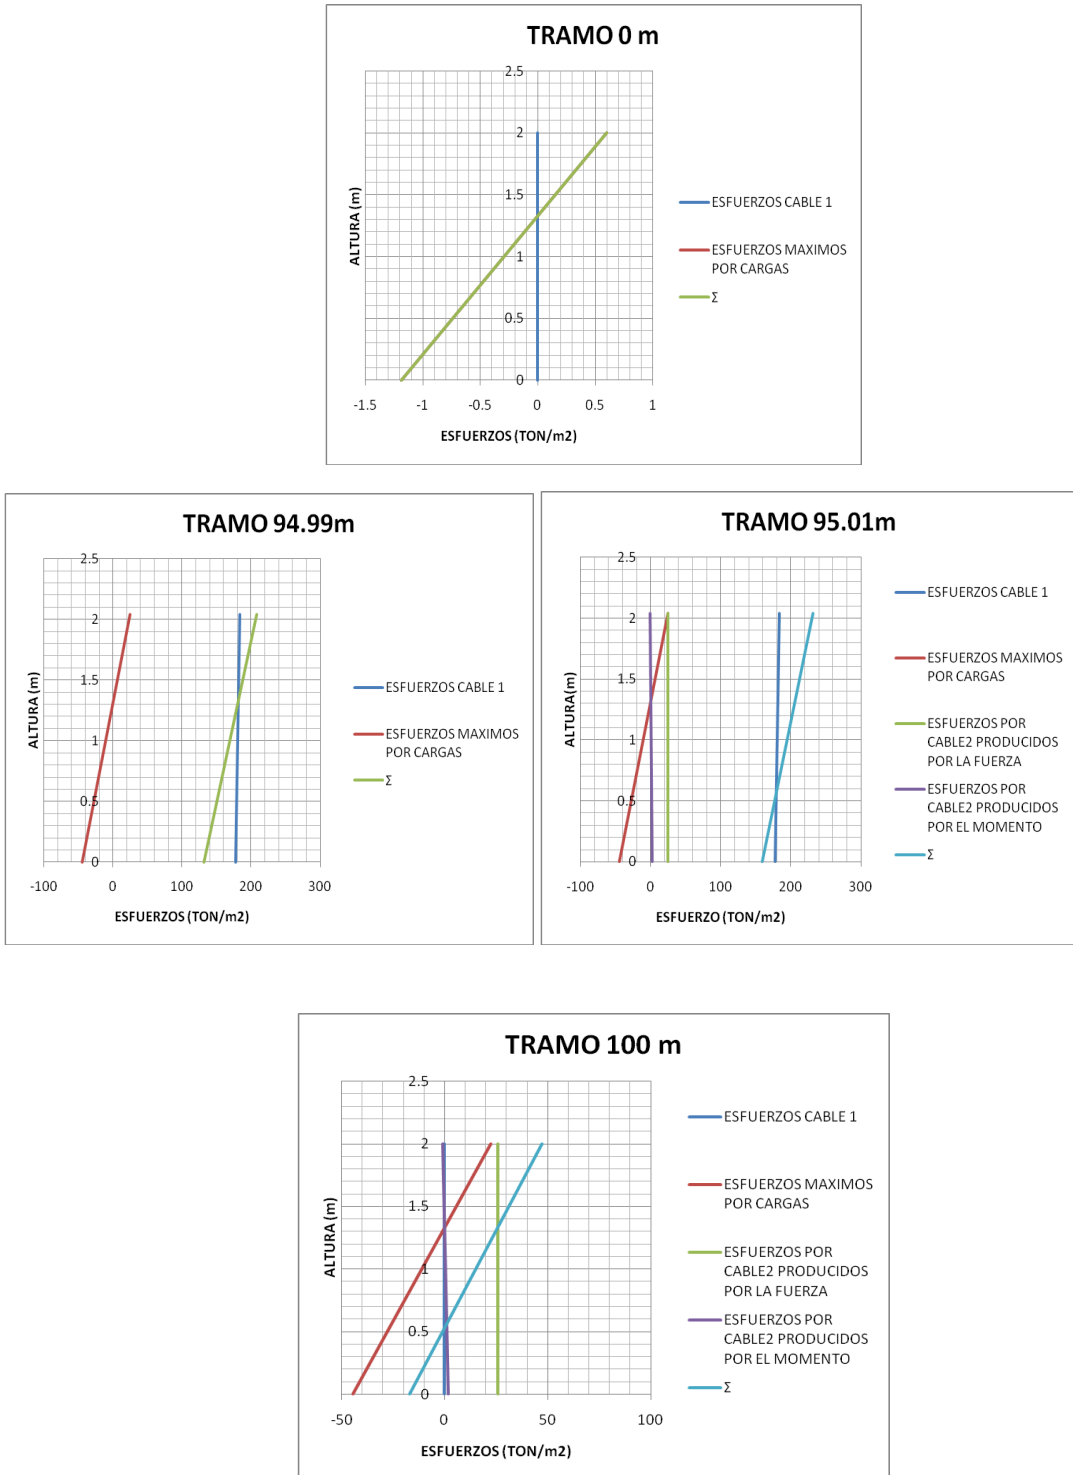 TRAMO 0 m
2.5
2
1.5
1
0.5
0
-1.5 -1 -0.5 0 0.5 1
ALTURA (m)
ESFUERZOS (TON/m2)
ESFUERZOS CABLE 1
ESFUERZOS MAXIMOS
POR CARGAS
Σ
TRAMO 94.99m
2.5
2
1.5
1
0.5
0
-100 0 100 200 300
ALTURA (m)
ESFUERZOS (TON/m2)
ESFUERZOS CABLE 1
ESFUERZOS MAXIMOS
POR CARGAS
Σ
TRAMO 95.01m
2.5
2
1.5
1
0.5
0
-100 0 100 200 300
ALTURA(m)
ESFUERZO (TON/m2)
ESFUERZOS CABLE 1
ESFUERZOS MAXIMOS
POR CARGAS
ESFUERZOS POR
CABLE2 PRODUCIDOS
POR LA FUERZA
ESFUERZOS POR
CABLE2 PRODUCIDOS
POR EL MOMENTO
Σ
TRAMO 100 m
2.5
2
1.5
1
0.5
0
-50 0 50 100
ALTURA (m)
ESFUERZOS (TON/m2)
ESFUERZOS CABLE 1
ESFUERZOS MAXIMOS
POR CARGAS
ESFUERZOS POR
CABLE2 PRODUCIDOS
POR LA FUERZA
ESFUERZOS POR
CABLE2 PRODUCIDOS
POR EL MOMENTO
Σ